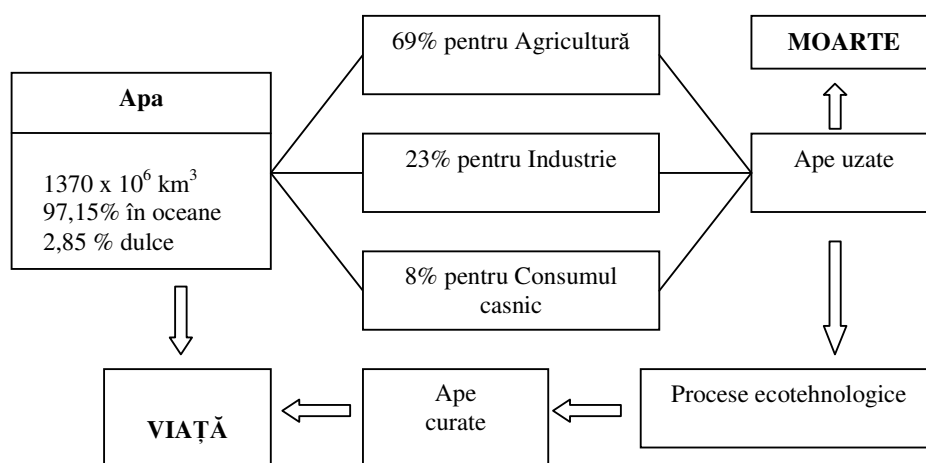 69% pentru Agricultură
MOARTE
Apa
1370 x 10⁶ km³
97,15% în oceane
2,85 % dulce
23% pentru Industrie
Ape uzate
8% pentru Consumul
casnic
VIAȚĂ
Ape
curate
Procese ecotehnologice